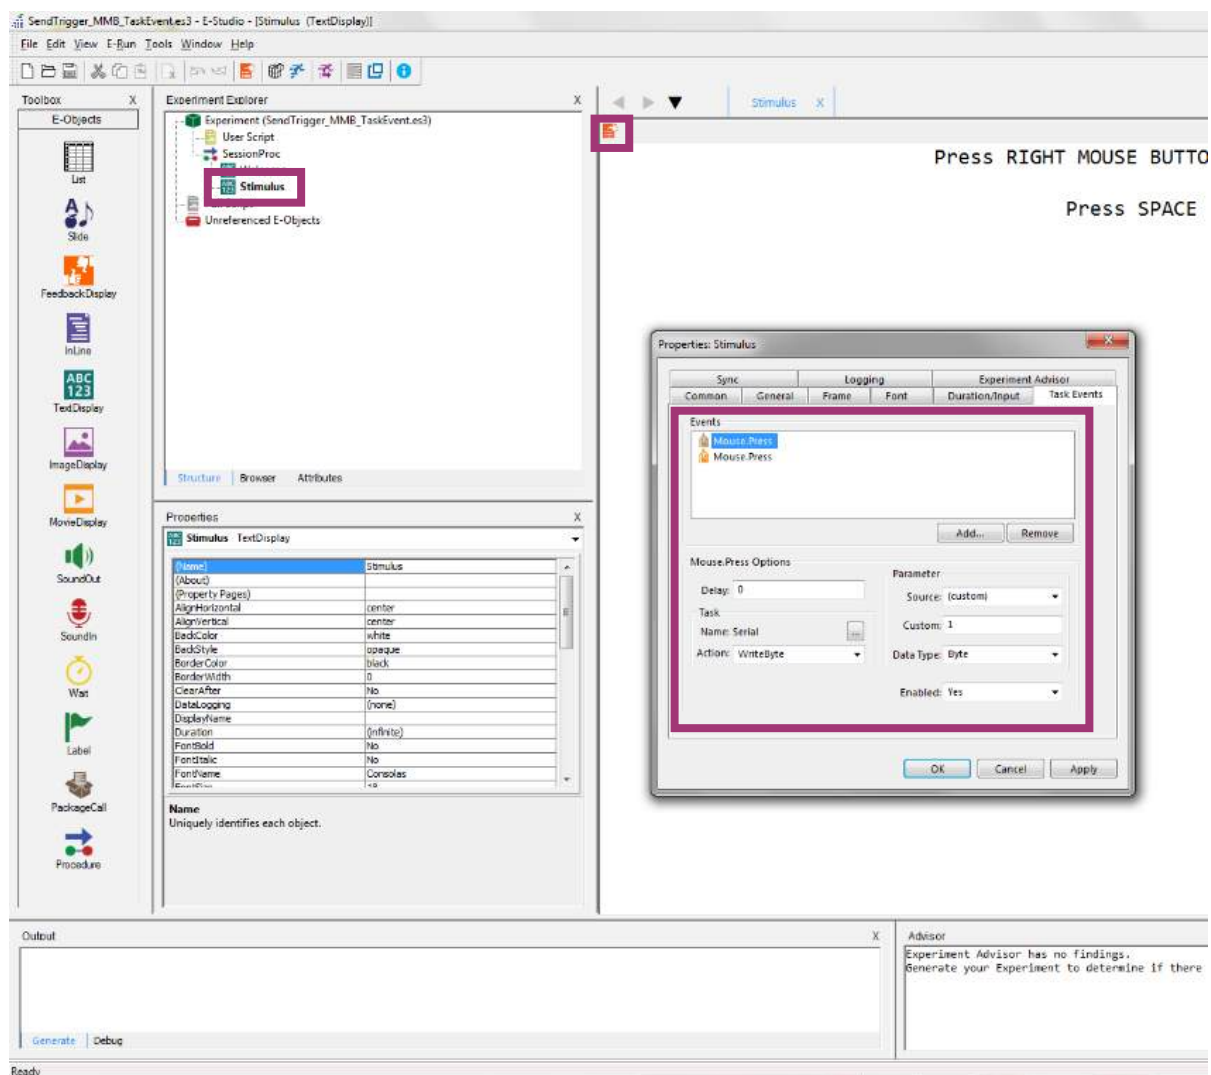 SendTrigger_MMB_TaskEvent.es3 - E-Studio - [Stimulus (TextDisplay)]
File Edit View E-Run Tools Window Help
Toolbox X
E-Objects
List
Slide
FeedbackDisplay
InLine
ABC
123
TextDisplay
ImageDisplay
MovieDisplay
SoundOut
SoundIn
Wait
Label
PackageCall
Procedure
Experiment Explorer X
Experiment (SendTrigger_MMB_TaskEvent.es3)
User Script
SessionProc
Stimulus
Unreferenced E-Objects
Structure Browser Attributes
Properties X
Stimulus TextDisplay
(Name) Stimulus
(About)
(Property Pages)
AlignHorizontal center
AlignVertical center
BackColor white
BackStyle opaque
BorderColor black
BorderWidth 0
ClearAfter No
DataLogging (none)
DisplayName
Duration (infinite)
FontBold No
FontItalic No
FontName Consolas
Name
Uniquely identifies each object.
Stimulus X
Press RIGHT MOUSE BUTTO
Press SPACE
Properties: Stimulus
Sync Logging Experiment Advisor
Common General Frame Font Duration/Input Task Events
Events
Mouse.Press
Mouse.Press
Add... Remove
Mouse.Press Options
Delay: 0
Task
Name: Serial ...
Action: WriteByte
Parameter
Source: (custom)
Custom: 1
Data Type: Byte
Enabled: Yes
OK Cancel Apply
Output X
Generate Debug
Advisor
Experiment Advisor has no findings.
Generate your Experiment to determine if there
Ready